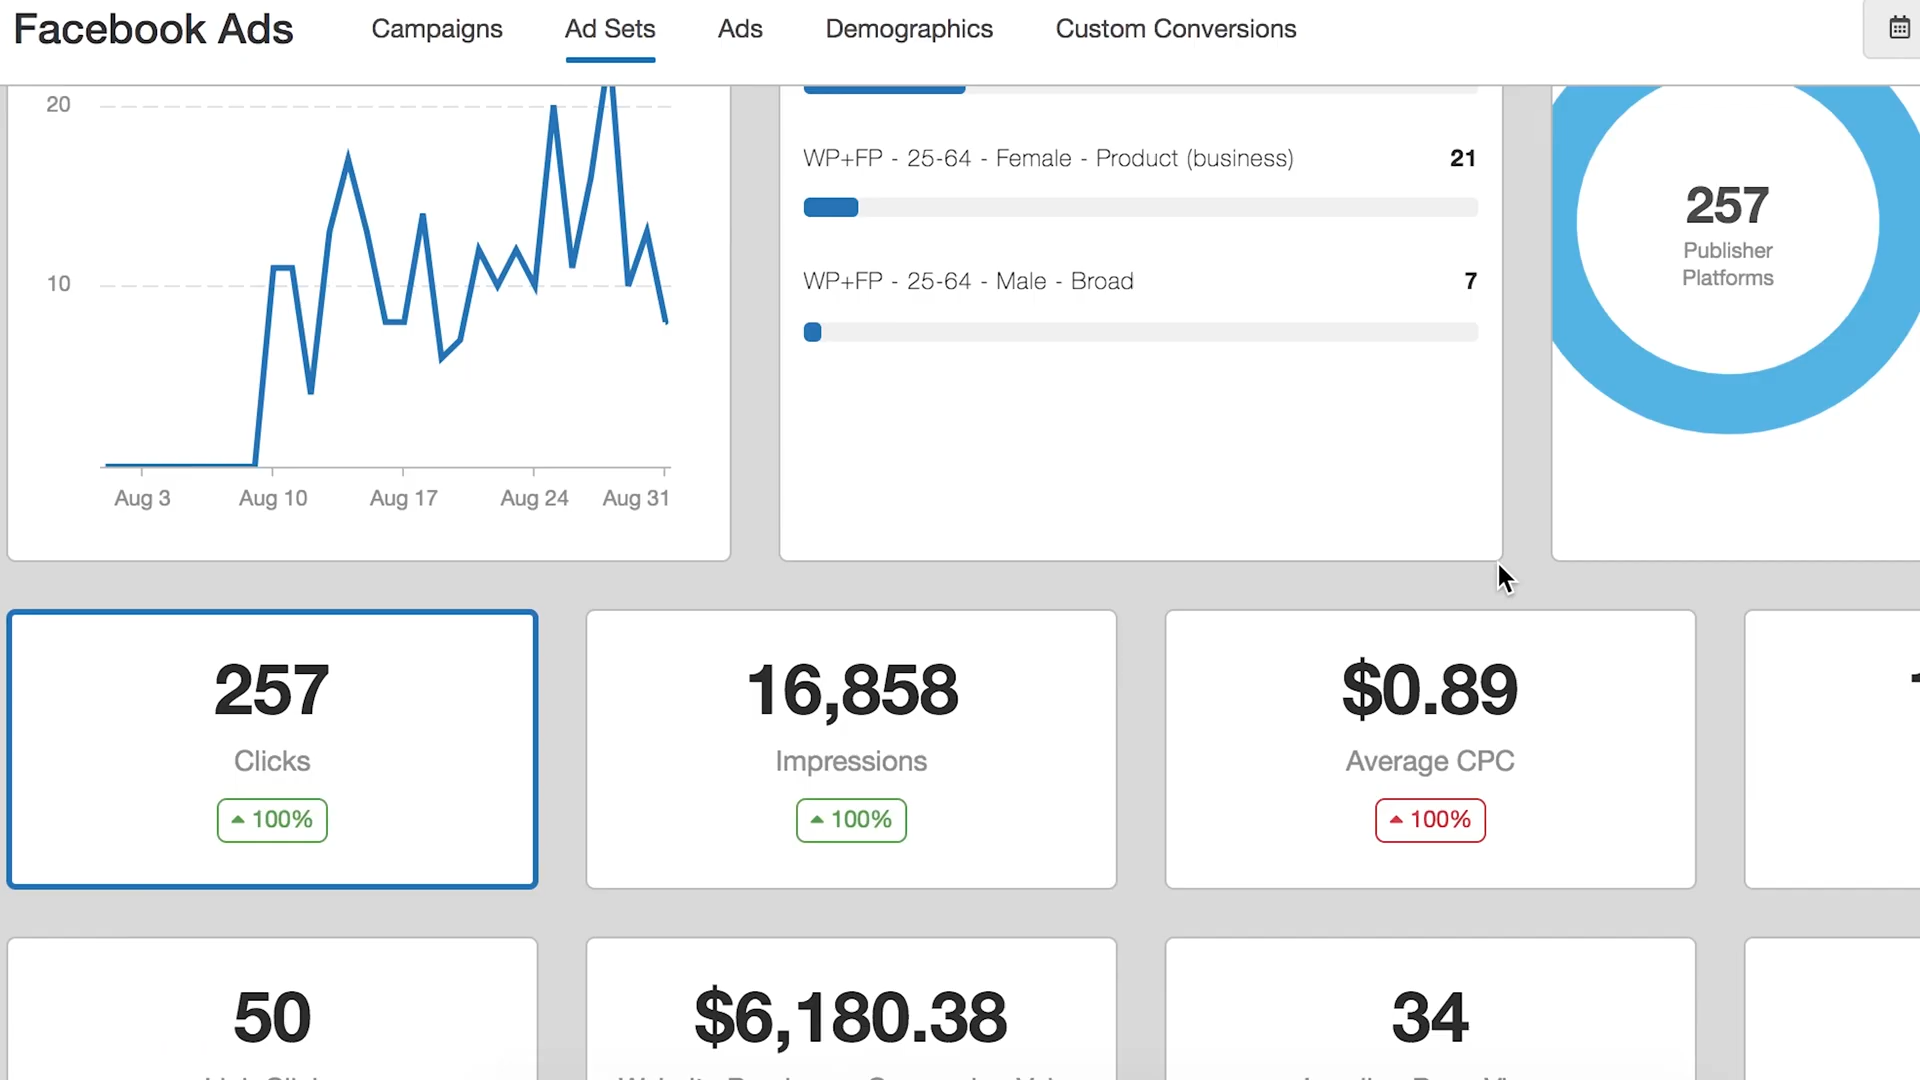 Facebook Ads
Campaigns
Ad Sets
Ads
Demographics
Custom Conversions
20
10
Aug 3
Aug 10
Aug 17
Aug 24
Aug 31
WP+FP - 25-64 - Female - Product (business)
21
WP+FP - 25-64 - Male - Broad
7
257
Publisher
Platforms
257
Clicks
100%
16,858
Impressions
100%
$0.89
Average CPC
100%
50
$6,180.38
34